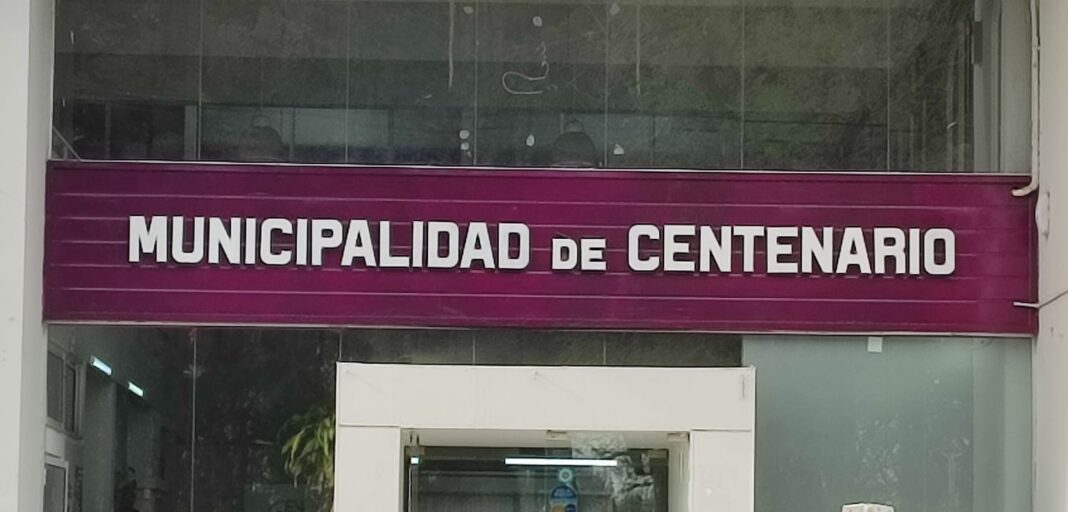 MUNICIPALIDAD DE CENTENARIO